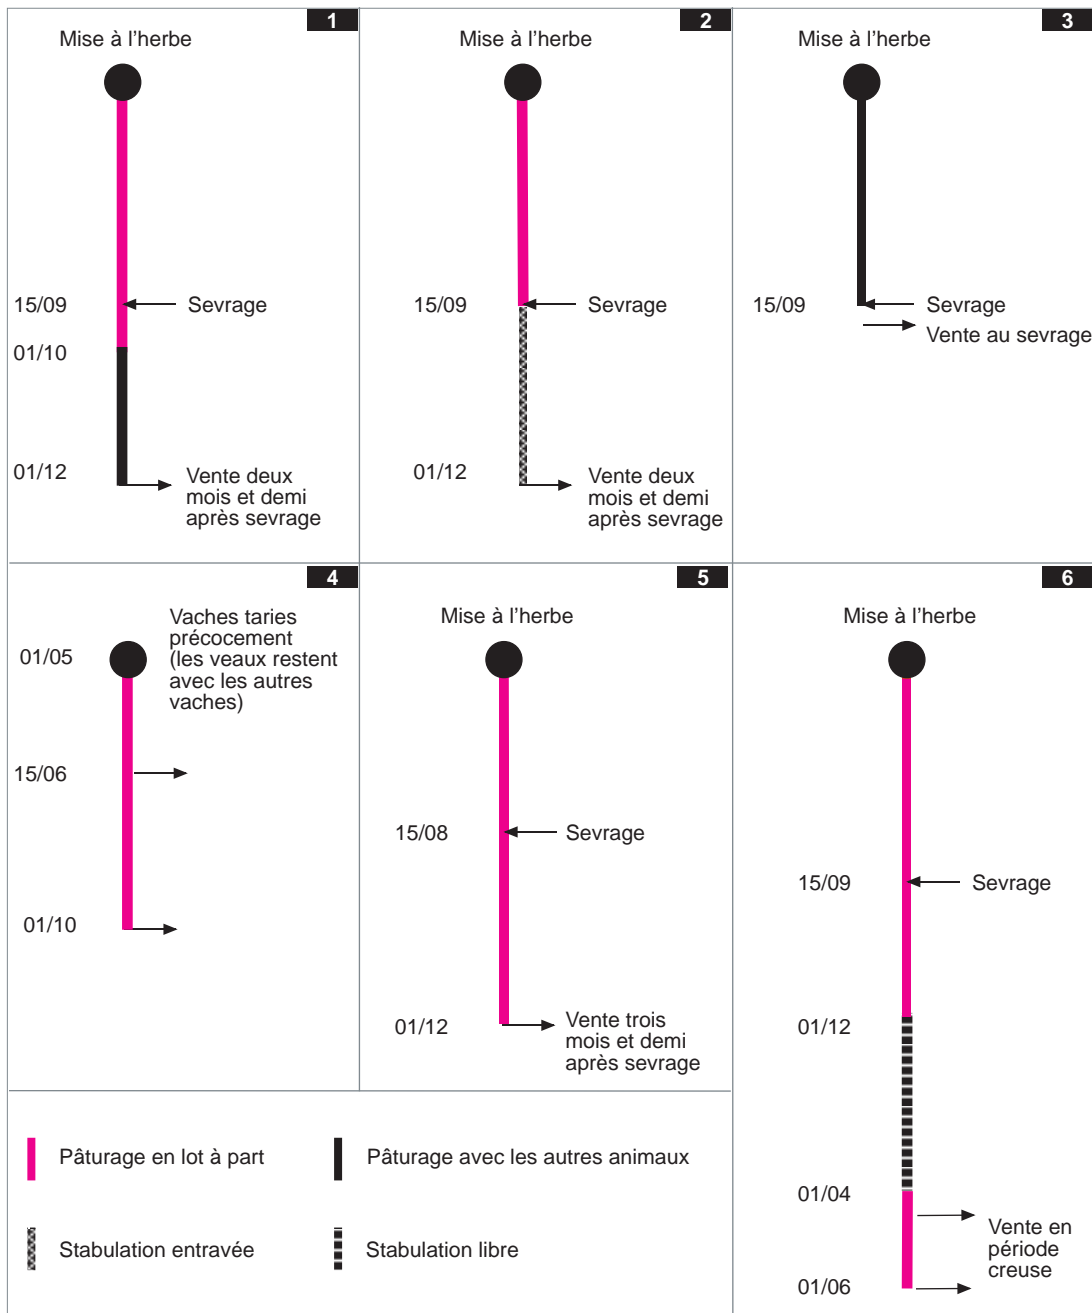 1
Mise à l’herbe
15/09
Sevrage
01/10
01/12
Vente deux
mois et demi
après sevrage
2
Mise à l’herbe
15/09
Sevrage
01/12
Vente deux
mois et demi
après sevrage
3
Mise à l’herbe
15/09
Sevrage
Vente au sevrage
4
Vaches taries
précocement
(les veaux restent
avec les autres
vaches)
01/05
15/06
01/10
5
Mise à l’herbe
15/08
Sevrage
01/12
Vente trois
mois et demi
après sevrage
6
Mise à l’herbe
15/09
Sevrage
01/12
01/04
Vente en
période
creuse
01/06
Pâturage en lot à part
Pâturage avec les autres animaux
Stabulation entravée
Stabulation libre